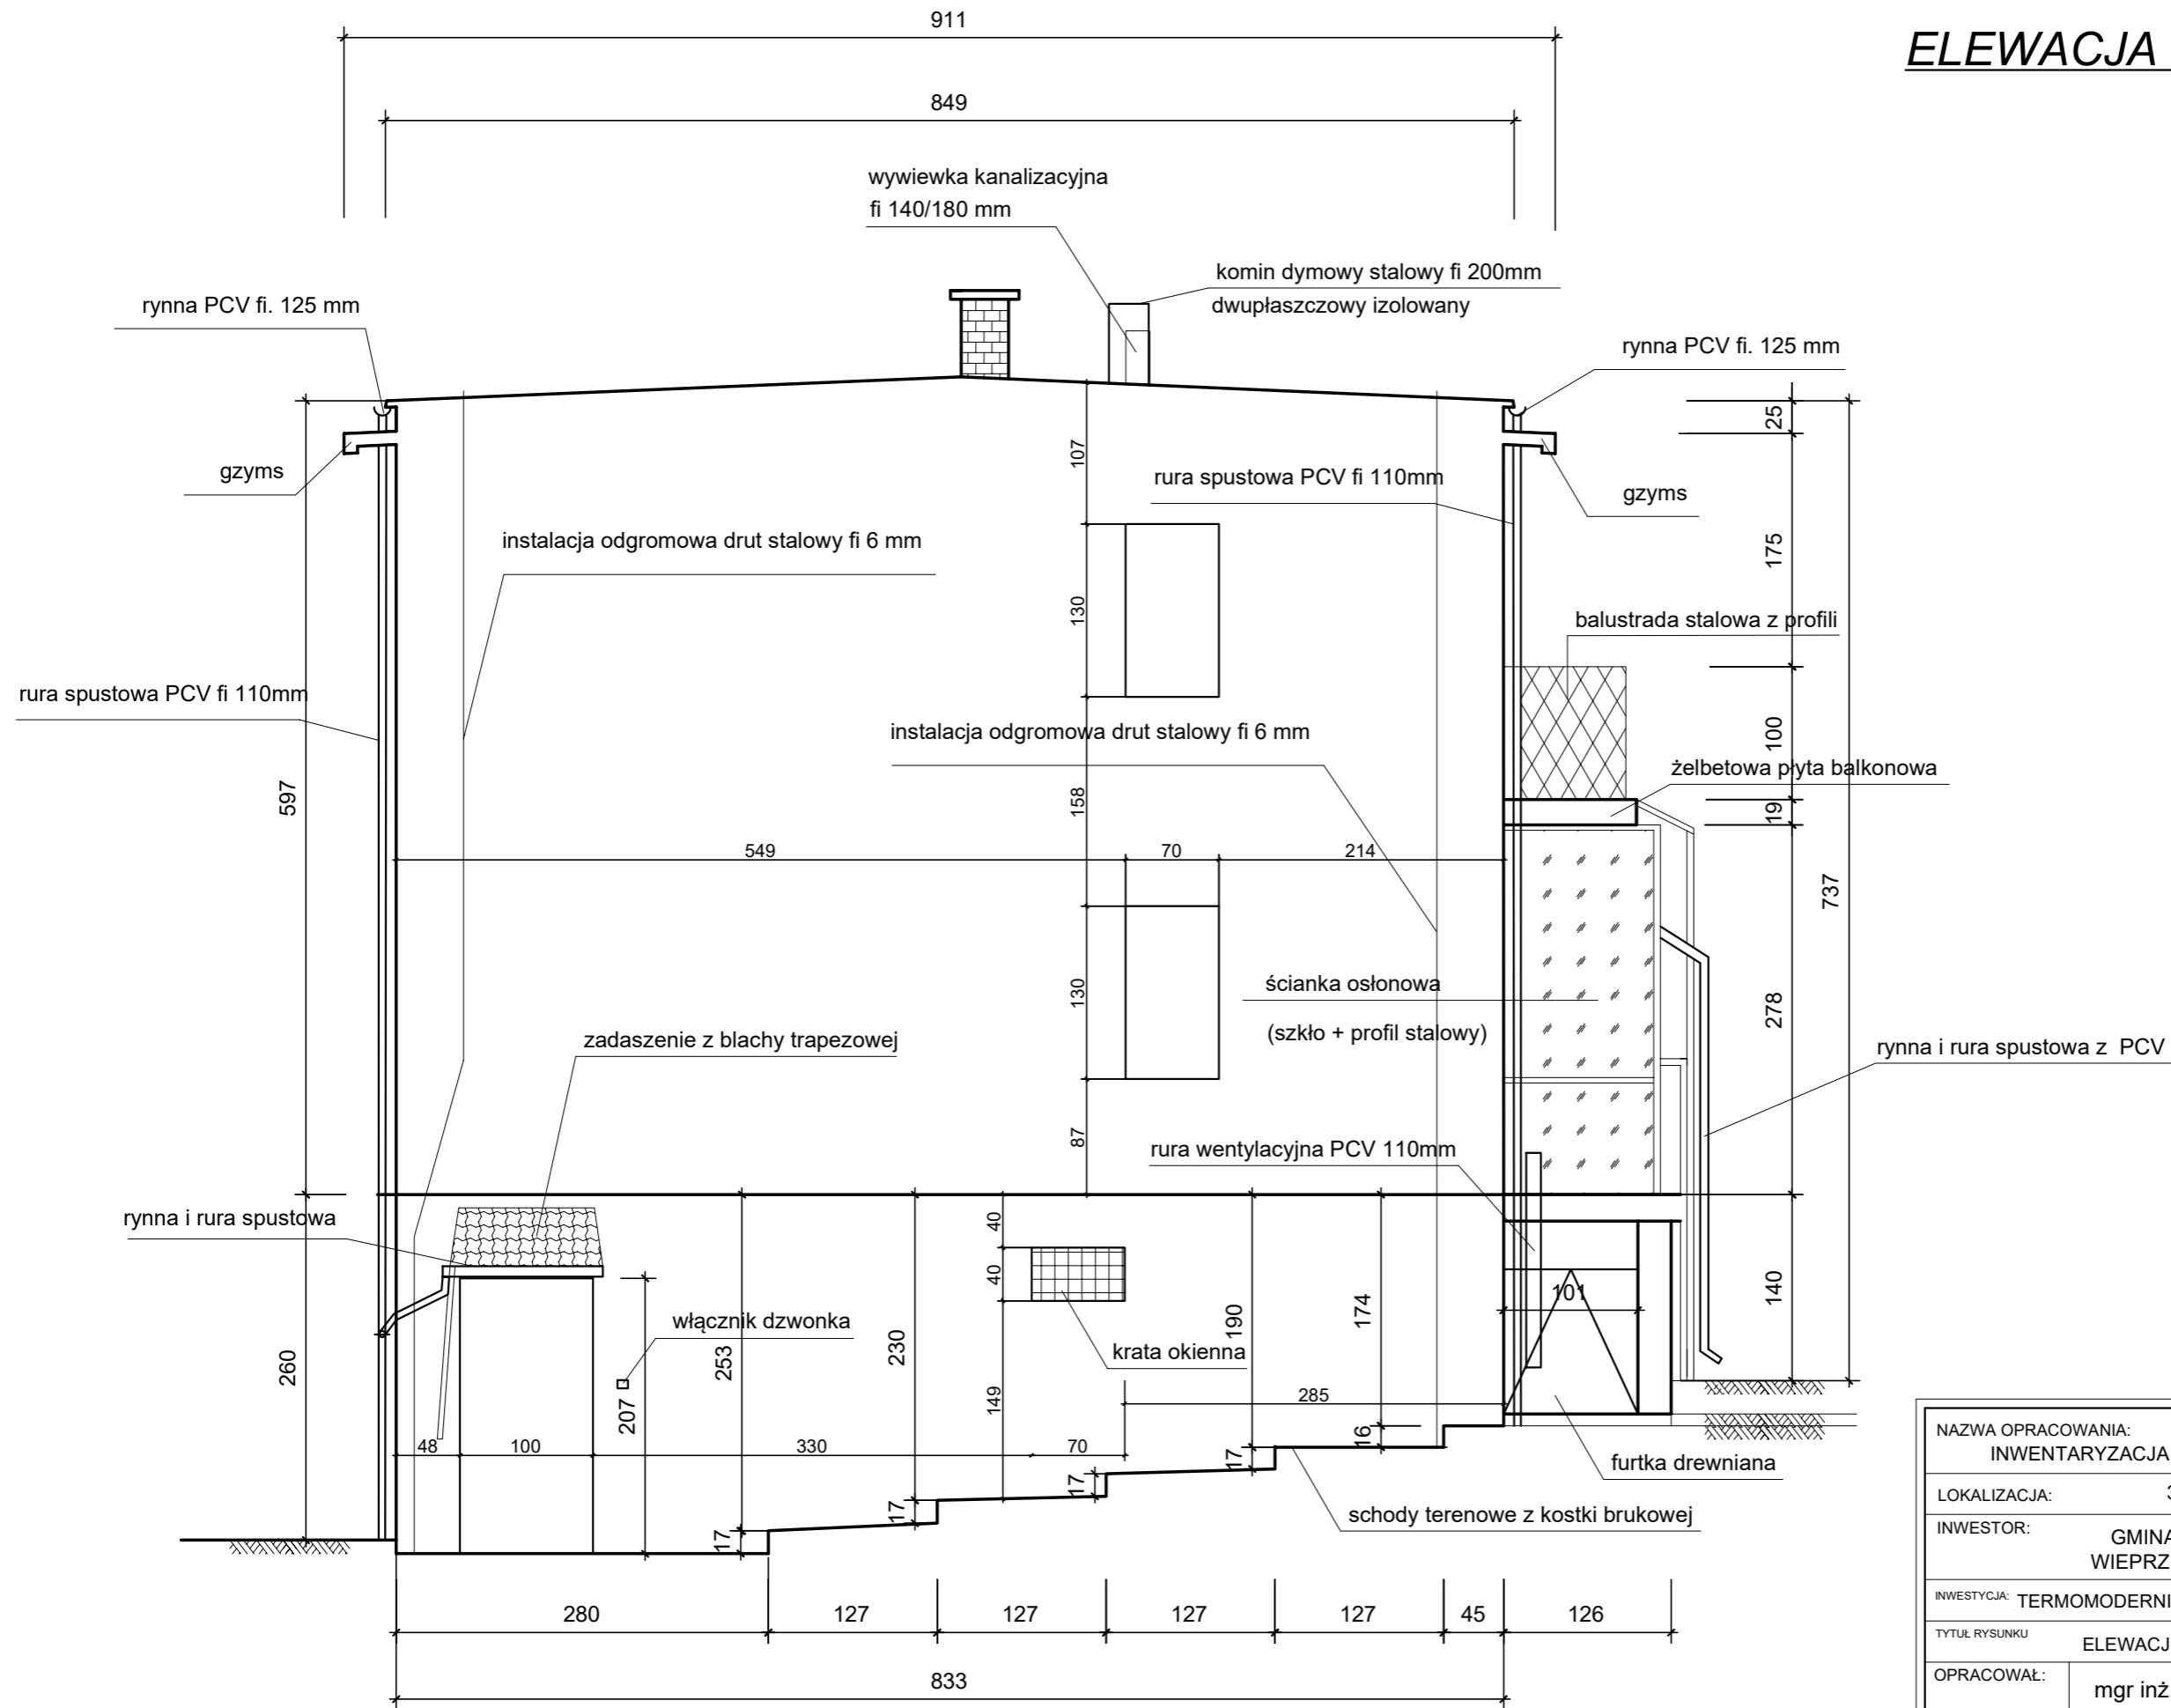 911
ELEWACJA
849
wywiewka kanalizacyjna
fi 140/180 mm
komin dymowy stalowy fi 200mm
dwupłaszczowy izolowany
rynna PCV fi. 125 mm
rynna PCV fi. 125 mm
25
107
gzyms
rura spustowa PCV fi 110mm
gzyms
instalacja odgromowa drut stalowy fi 6 mm
175
130
balustrada stalowa z profili
rura spustowa PCV fi 110mm
instalacja odgromowa drut stalowy fi 6 mm
100
żelbetowa płyta balkonowa
597
158
19
549
70
214
737
130
ścianka osłonowa
278
(szkło + profil stalowy)
zadaszenie z blachy trapezowej
rynna i rura spustowa z PCV
87
rura wentylacyjna PCV 110mm
rynna i rura spustowa
40
40
140
101
174
190
włącznik dzwonka
230
krata okienna
253
260
149
285
207
48
100
330
70
16
17
furtka drewniana
17
17
schody terenowe z kostki brukowej
17
280
127
127
127
127
45
126
833
NAZWA OPRACOWANIA:
INWENTARYZACJA
LOKALIZACJA:
INWESTOR:
GMINA
WIEPRZ
INWESTYCJA: TERMOMODERNI
TYTUŁ RYSUNKU
ELEWACJ
OPRACOWAŁ:
mgr inż